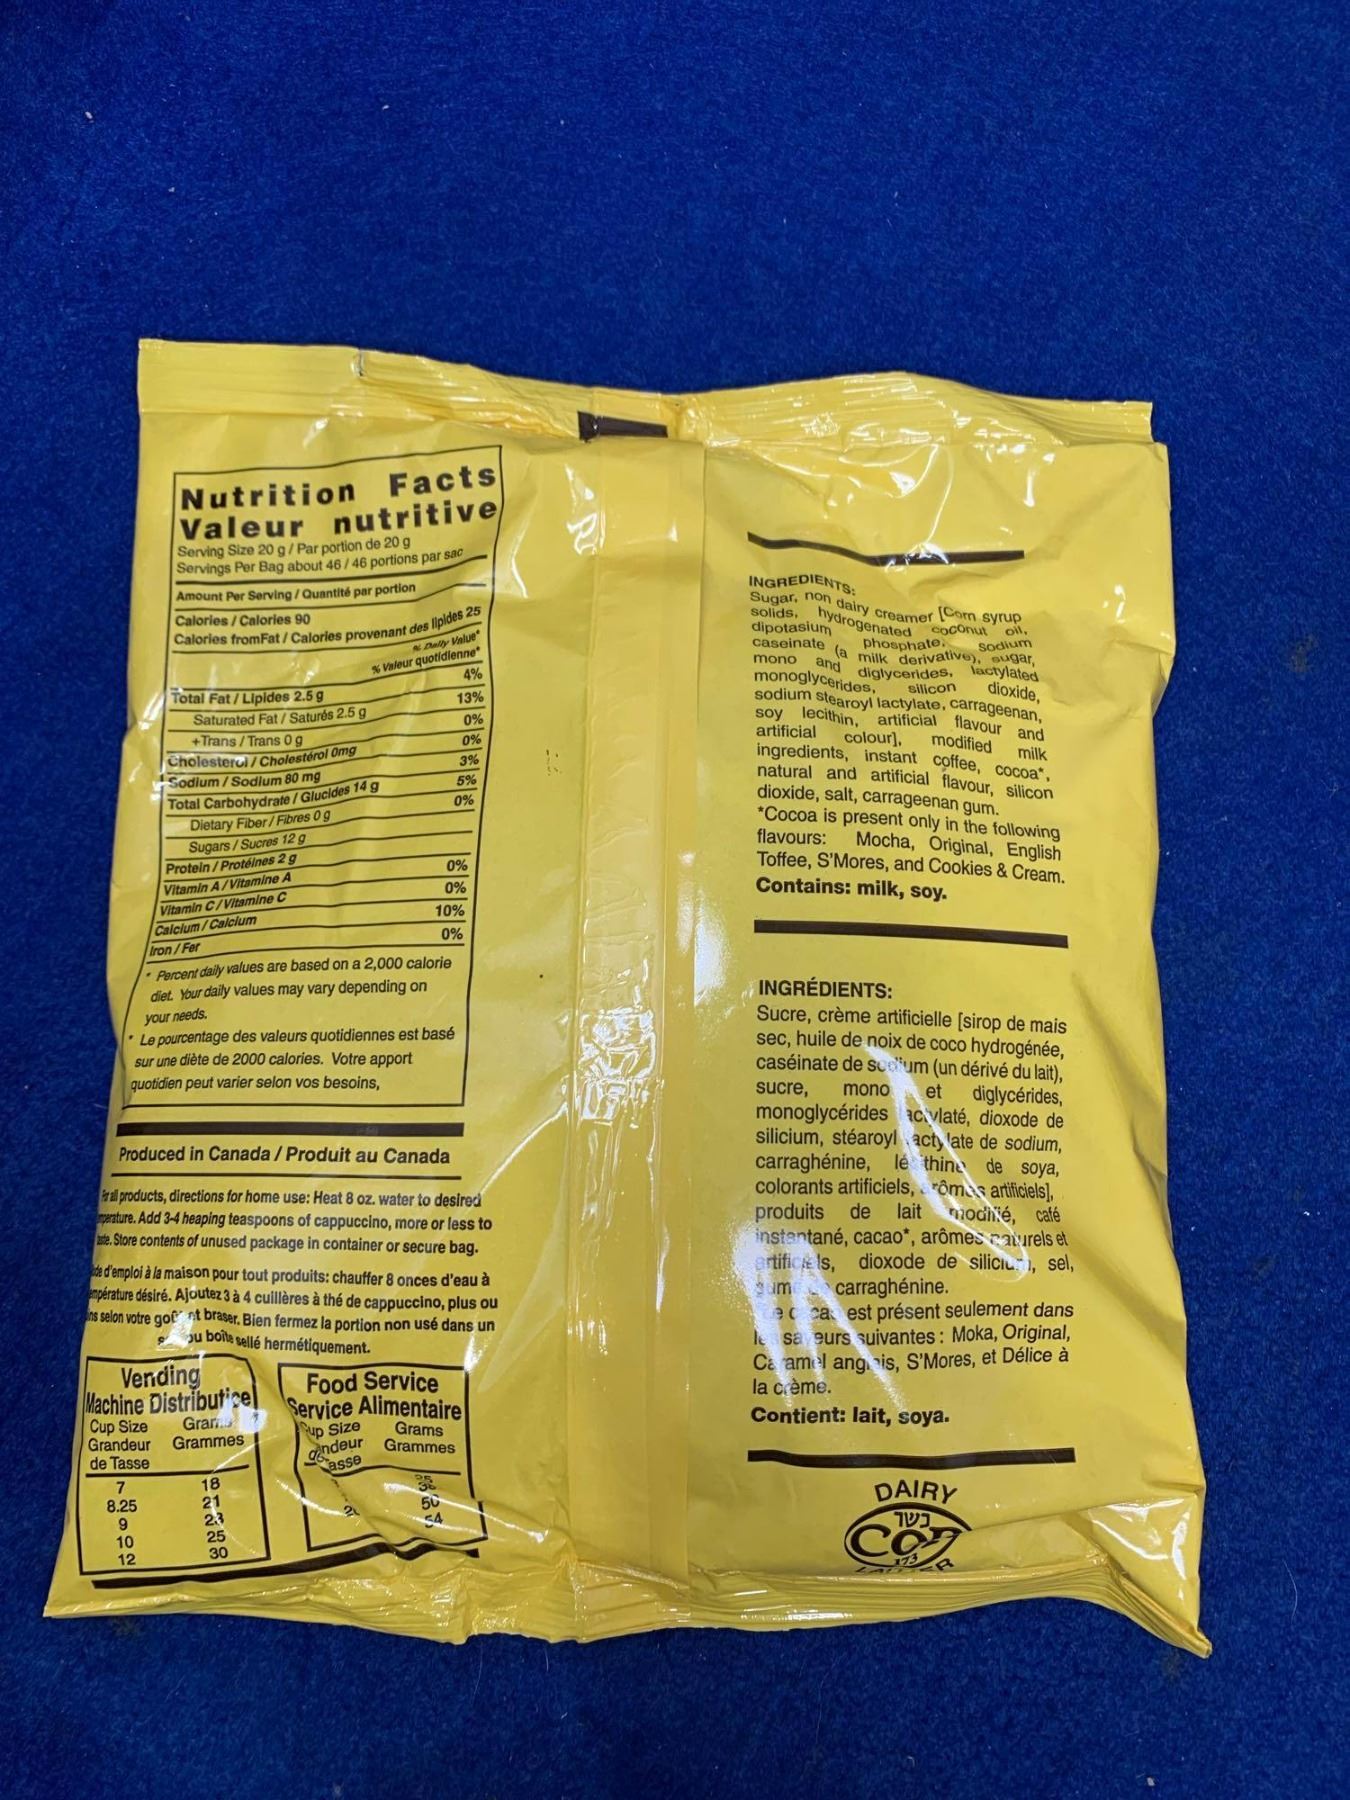 Nutrition Facts
Valeur nutritive
Serving Size 20 g / Par portion de 20 g
Servings Per Bag about 46 / 46 portions par sac
Amount Per Serving / Quantité par portion
Calories / Calories 90
Calories fromFat / Calories provenant des lipides 25
% Daily Value*
% Valeur quotidienne*
Total Fat / Lipides 2.5 g 4%
Saturated Fat / Saturés 2.5 g 13%
+Trans / Trans 0 g 0%
Cholesterol / Cholestérol 0mg 0%
Sodium / Sodium 80 mg 3%
Total Carbohydrate / Glucides 14 g 5%
Dietary Fiber / Fibres 0 g 0%
Sugars / Sucres 12 g
Protein / Protéines 2 g
Vitamin A / Vitamine A 0%
Vitamin C / Vitamine C 0%
Calcium / Calcium 10%
Iron / Fer 0%
* Percent daily values are based on a 2,000 calorie
diet. Your daily values may vary depending on
your needs.
* Le pourcentage des valeurs quotidiennes est basé
sur une diète de 2000 calories. Votre apport
quotidien peut varier selon vos besoins,
Produced in Canada / Produit au Canada
For all products, directions for home use: Heat 8 oz. water to desired
temperature. Add 3-4 heaping teaspoons of cappuccino, more or less to
taste. Store contents of unused package in container or secure bag.
d'emploi à la maison pour tout produits: chauffer 8 onces d'eau à
température désiré. Ajoutez 3 à 4 cuillères à thé de cappuccino, plus ou
selon votre goût et braser. Bien fermez la portion non usé dans un
ou boîte sellé hermétiquement.
Vending
Machine Distributice
Cup Size Grams
Grandeur Grammes
de Tasse
7 18
8.25 21
9 23
10 25
12 30
Food Service
Service Alimentaire
Cup Size Grams
Grandeur Grammes
de Tasse
50
54
INGREDIENTS:
Sugar, non dairy creamer [Corn syrup
solids, hydrogenated coconut oil,
dipotasium phosphate, sodium
caseinate (a milk derivative), sugar,
mono and diglycerides, lactylated
monoglycerides, silicon dioxide,
sodium stearoyl lactylate, carrageenan,
soy lecithin, artificial flavour and
artificial colour], modified milk
ingredients, instant coffee, cocoa*,
natural and artificial flavour, silicon
dioxide, salt, carrageenan gum.
*Cocoa is present only in the following
flavours: Mocha, Original, English
Toffee, S'Mores, and Cookies & Cream.
Contains: milk, soy.
INGRÉDIENTS:
Sucre, crème artificielle [sirop de mais
sec, huile de noix de coco hydrogénée,
caséinate de sodium (un dérivé du lait),
sucre, mono et diglycérides,
monoglycérides lactylaté, dioxode de
silicium, stéaroyl lactylate de sodium,
carraghénine, lécithine de soya,
colorants artificiels, arômes artificiels],
produits de lait modifié, café
instantané, cacao*, arômes naturels et
artificiels, dioxode de silicium, sel,
carraghénine.
est présent seulement dans
les saveurs suivantes : Moka, Original,
Caramel anglais, S'Mores, et Délice à
la crème.
Contient: lait, soya.
DAIRY
כשר
COR
173